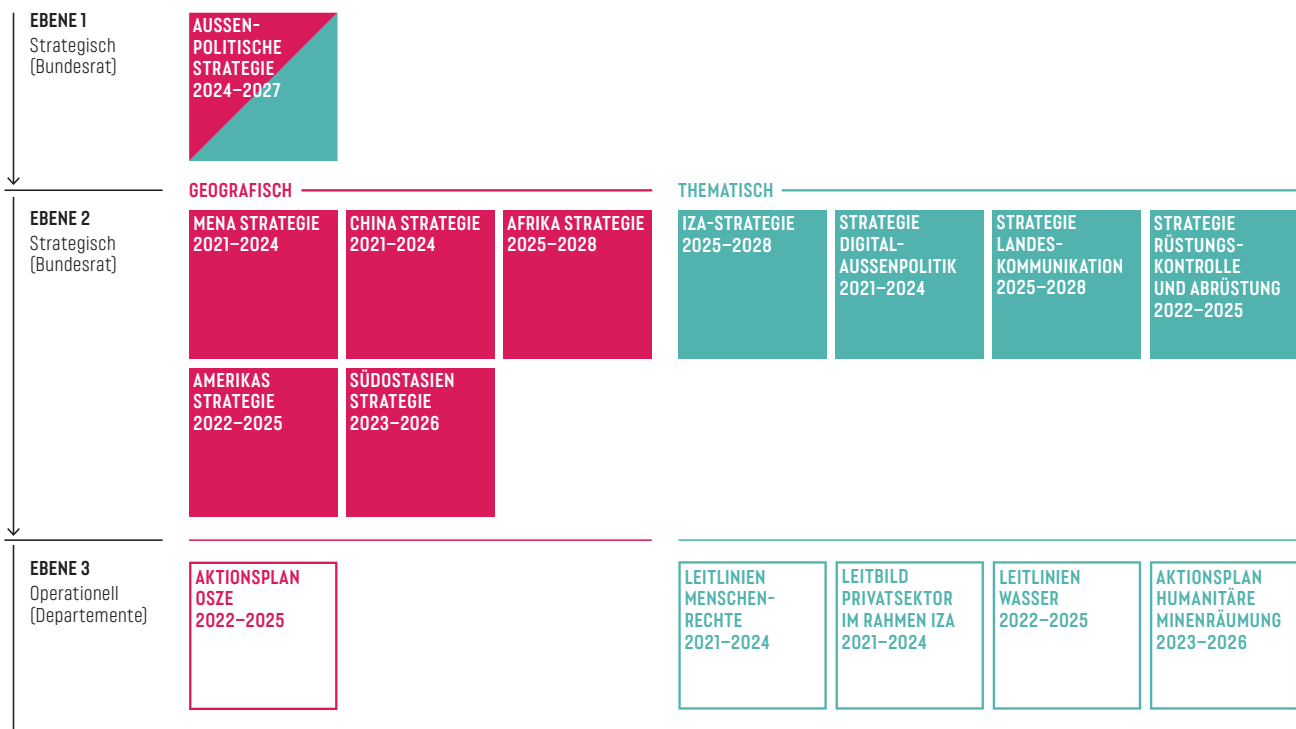 EBENE 1
Strategisch
(Bundesrat)
AUSSEN-
POLITISCHE
STRATEGIE
2024–2027
GEOGRAFISCH
THEMATISCH
EBENE 2
Strategisch
(Bundesrat)
MENA STRATEGIE
2021–2024
CHINA STRATEGIE
2021–2024
AFRIKA STRATEGIE
2025–2028
IZA-STRATEGIE
2025–2028
STRATEGIE
DIGITAL-
AUSSENPOLITIK
2021–2024
STRATEGIE
LANDES-
KOMMUNIKATION
2025–2028
STRATEGIE
RÜSTUNGS-
KONTROLLE
UND ABRÜSTUNG
2022–2025
AMERIKAS
STRATEGIE
2022–2025
SÜDOSTASIEN
STRATEGIE
2023–2026
EBENE 3
Operationell
(Departemente)
AKTIONSPLAN
OSZE
2022–2025
LEITLINIEN
MENSCHEN-
RECHTE
2021–2024
LEITBILD
PRIVATSEKTOR
IM RAHMEN IZA
2021–2024
LEITLINIEN
WASSER
2022–2025
AKTIONSPLAN
HUMANITÄRE
MINENRÄUMUNG
2023–2026